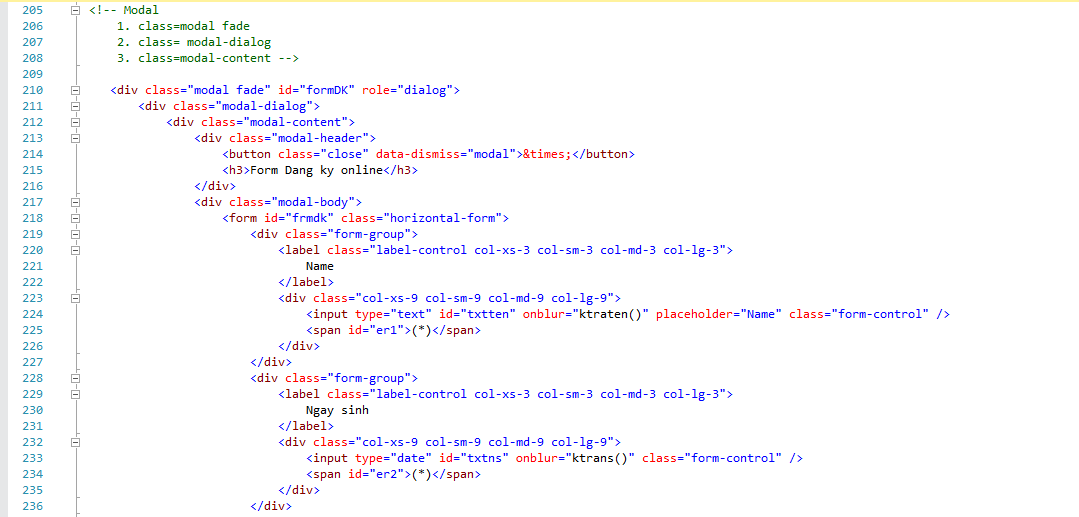 205 <!-- Modal
206 1. class=modal fade
207 2. class= modal-dialog
208 3. class=modal-content -->
209
210 <div class="modal fade" id="formDK" role="dialog">
211 <div class="modal-dialog">
212 <div class="modal-content">
213 <div class="modal-header">
214 <button class="close" data-dismiss="modal">&times;</button>
215 <h3>Form Dang ky online</h3>
216 </div>
217 <div class="modal-body">
218 <form id="frmdk" class="horizontal-form">
219 <div class="form-group">
220 <label class="label-control col-xs-3 col-sm-3 col-md-3 col-lg-3">
221 Name
222 </label>
223 <div class="col-xs-9 col-sm-9 col-md-9 col-lg-9">
224 <input type="text" id="txtten" onblur="ktraten()" placeholder="Name" class="form-control" />
225 <span id="er1">(*)</span>
226 </div>
227 </div>
228 <div class="form-group">
229 <label class="label-control col-xs-3 col-sm-3 col-md-3 col-lg-3">
230 Ngay sinh
231 </label>
232 <div class="col-xs-9 col-sm-9 col-md-9 col-lg-9">
233 <input type="date" id="txtns" onblur="ktrans()" class="form-control" />
234 <span id="er2">(*)</span>
235 </div>
236 </div>